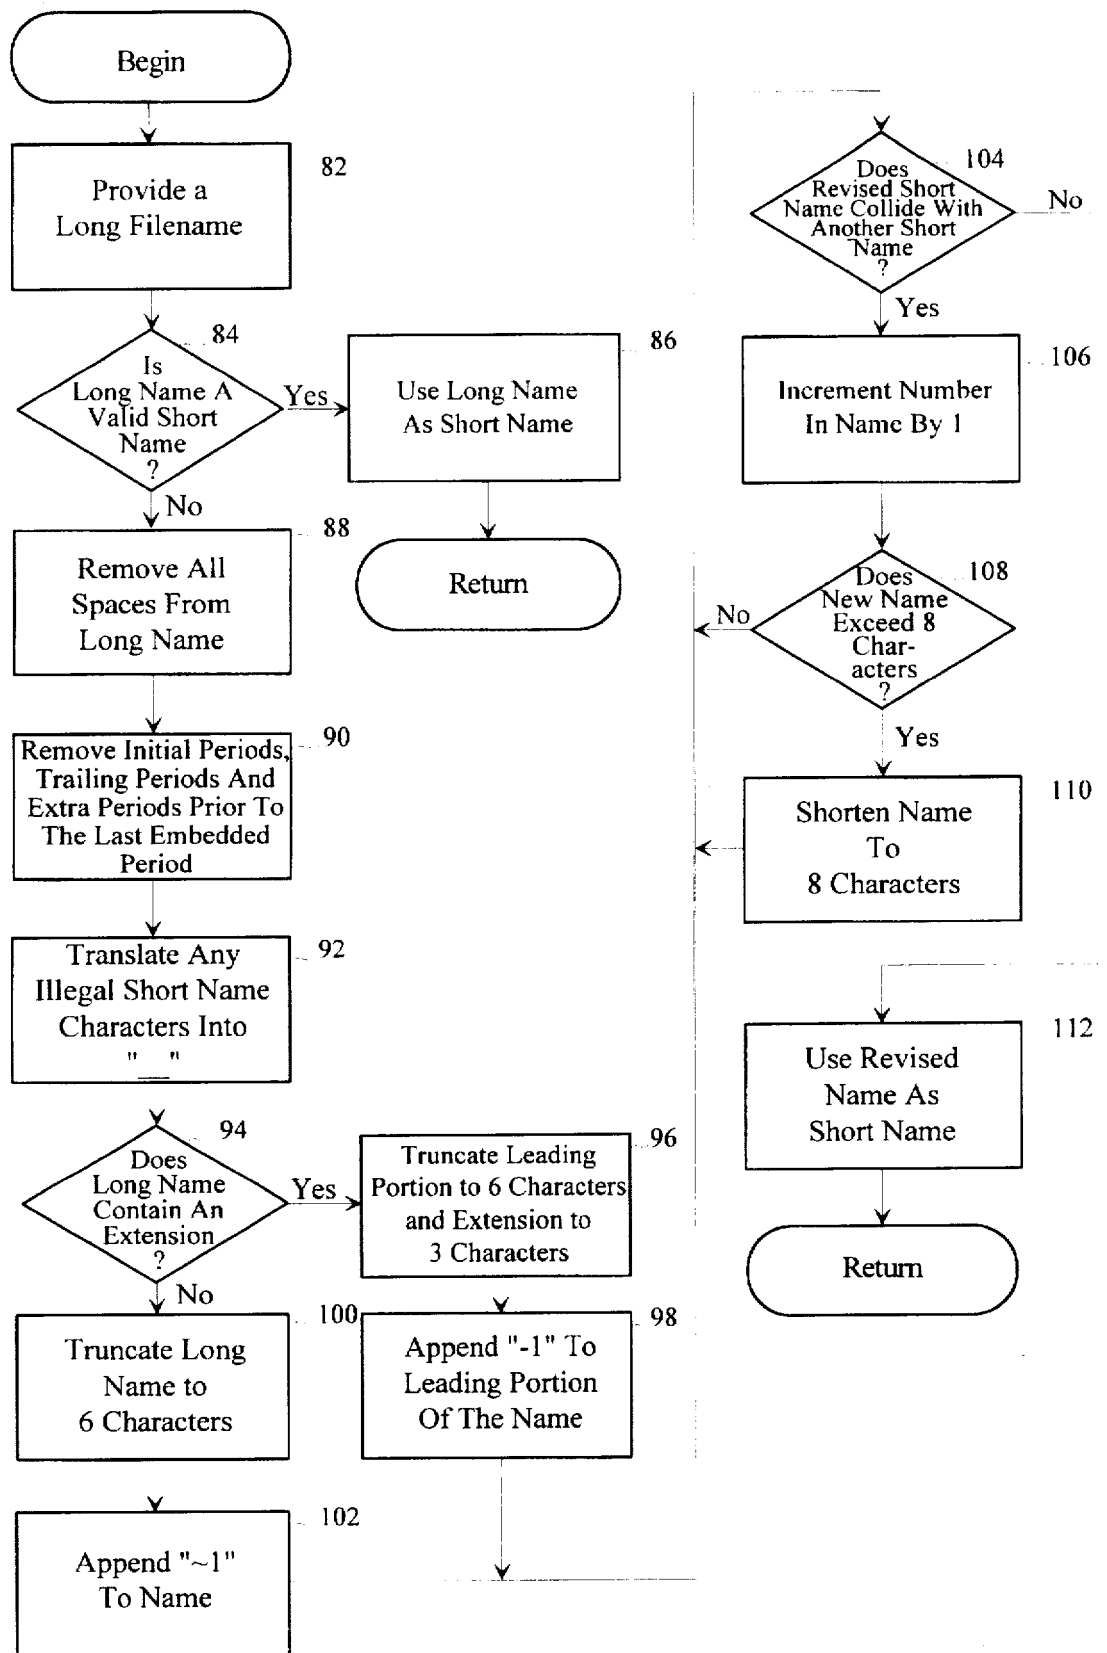 Begin
82
Provide a
Long Filename
84
Is
Long Name A
Valid Short
Name
?
Yes
No
86
Use Long Name
As Short Name
Return
88
Remove All
Spaces From
Long Name
90
Remove Initial Periods,
Trailing Periods And
Extra Periods Prior To
The Last Embedded
Period
92
Translate Any
Illegal Short Name
Characters Into
"__"
94
Does
Long Name
Contain An
Extension
?
Yes
No
96
Truncate Leading
Portion to 6 Characters
and Extension to
3 Characters
98
Append "-1" To
Leading Portion
Of The Name
100
Truncate Long
Name to
6 Characters
102
Append "~1"
To Name
104
Does
Revised Short
Name Collide With
Another Short
Name
?
No
Yes
106
Increment Number
In Name By 1
108
Does
New Name
Exceed 8
Char-
acters
?
No
Yes
110
Shorten Name
To
8 Characters
112
Use Revised
Name As
Short Name
Return